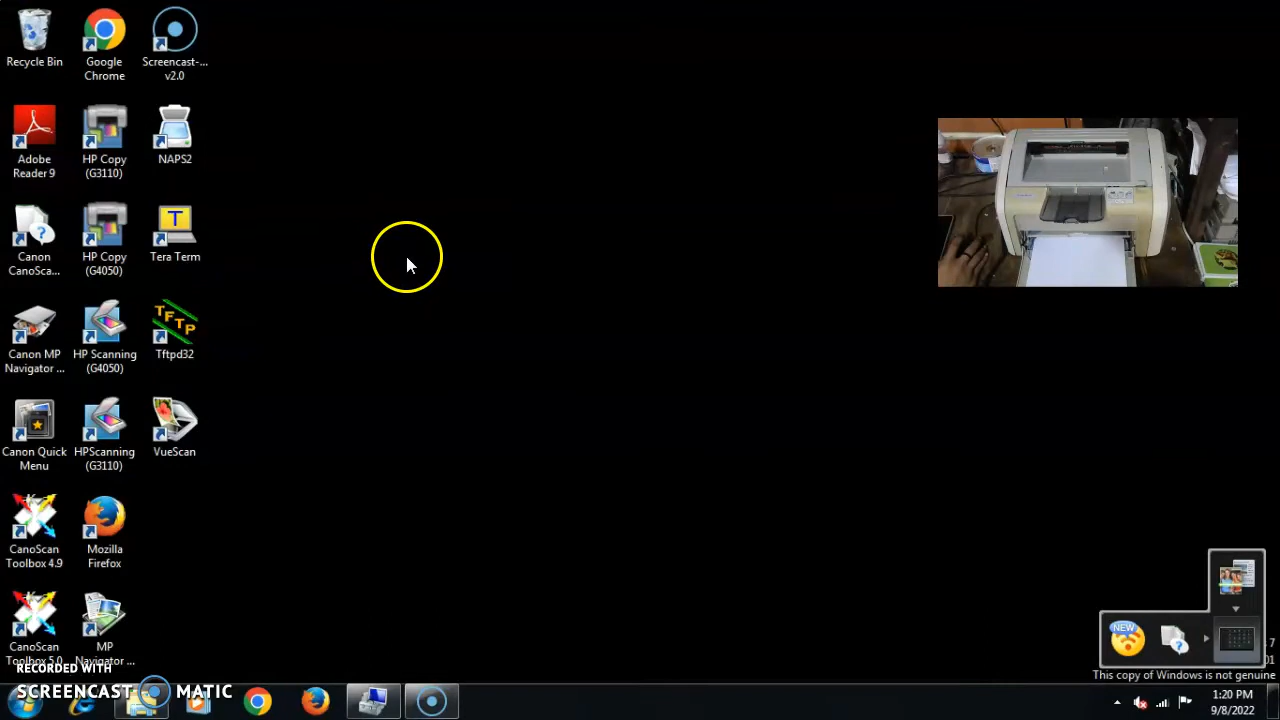 Recycle Bin
Google
Chrome
Screencast-...
v2.0
Adobe
Reader 9
HP Copy
(G3110)
NAPS2
Canon
CanoSca...
HP Copy
(G4050)
T
Tera Term
Canon MP
Navigator ...
HP Scanning
(G4050)
TFTP
Tftpd32
Canon Quick
Menu
HPScanning
(G3110)
VueScan
CanoScan
Toolbox 4.9
Mozilla
Firefox
CanoScan
Toolbox 5.0
MP
Navigator ...
NEW
7
01
This copy of Windows is not genuine
RECORDED WITH
SCREENCAST MATIC
1:20 PM
9/8/2022